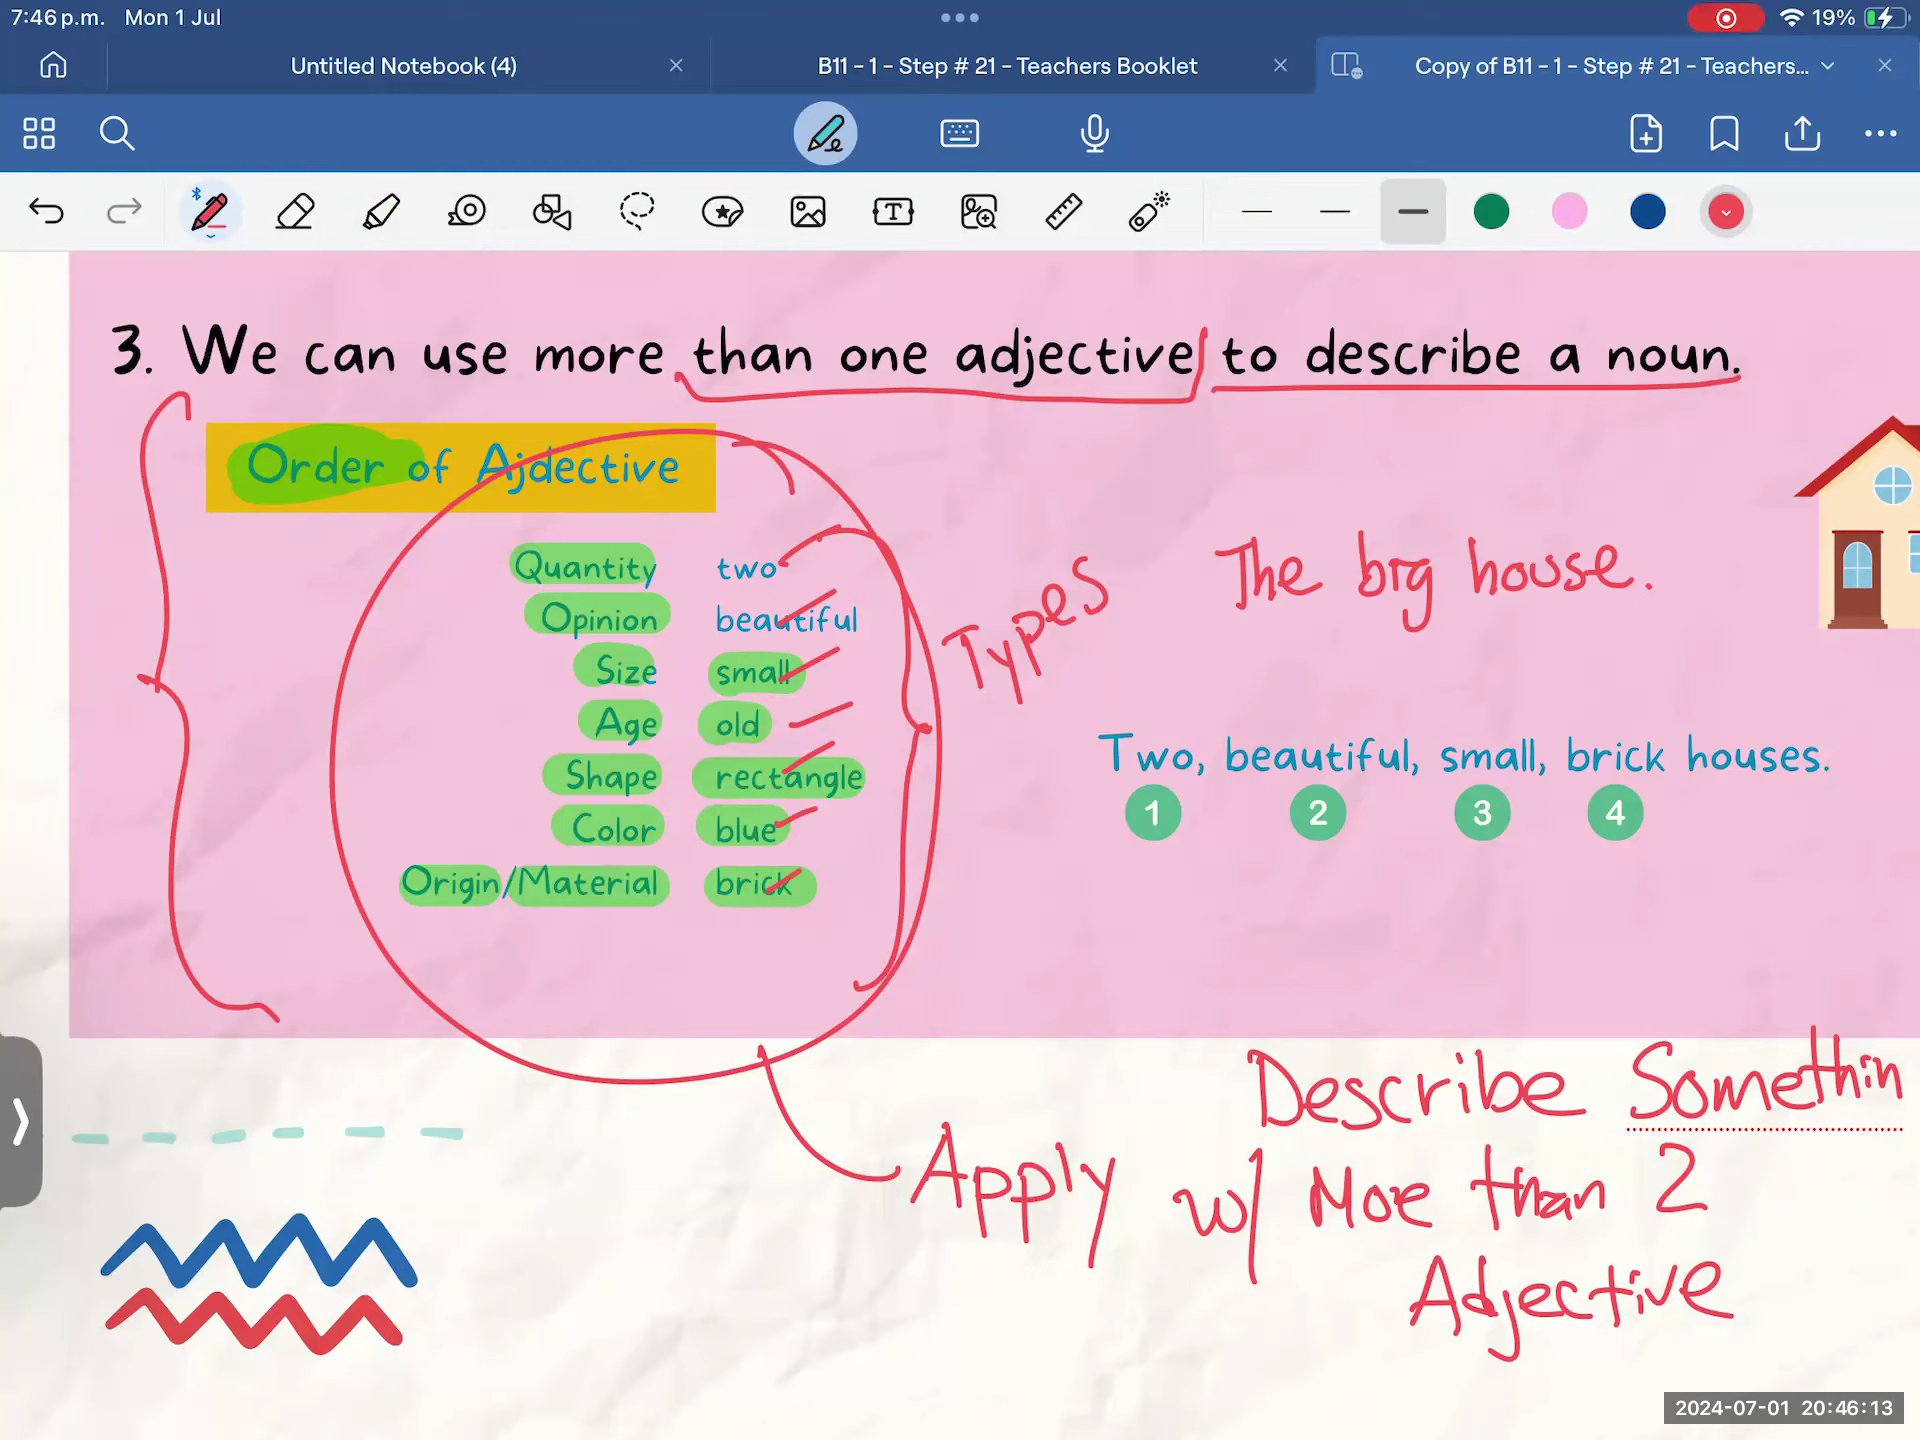 7:46 p.m. Mon 1 Jul
19%
Untitled Notebook (4)
B11 - 1 - Step # 21 - Teachers Booklet
Copy of B11 - 1 - Step # 21 - Teachers...
3. We can use more than one adjective to describe a noun.
Order of Ajdective
Quantity two
Opinion beautiful
Size small
Age old
Shape rectangle
Color blue
Origin/Material brick
Types
The big house.
Two, beautiful, small, brick houses.
1 2 3 4
Describe Somethin
Apply w/ More than 2
Adjective
2024-07-01 20:46:13